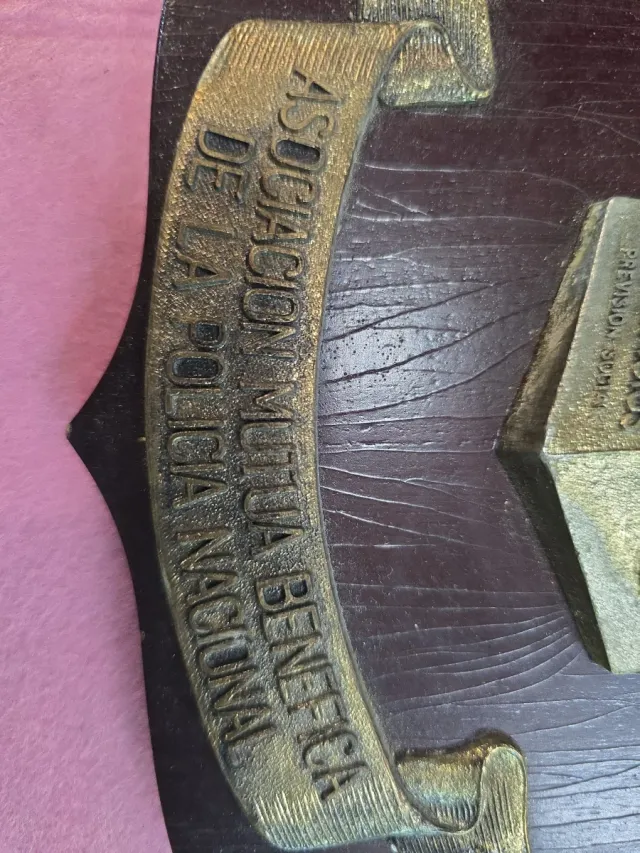 ASOCIACION MUTUA BENEFICA
DE LA POLICIA NACIONAL
PREVISION SOCIAL